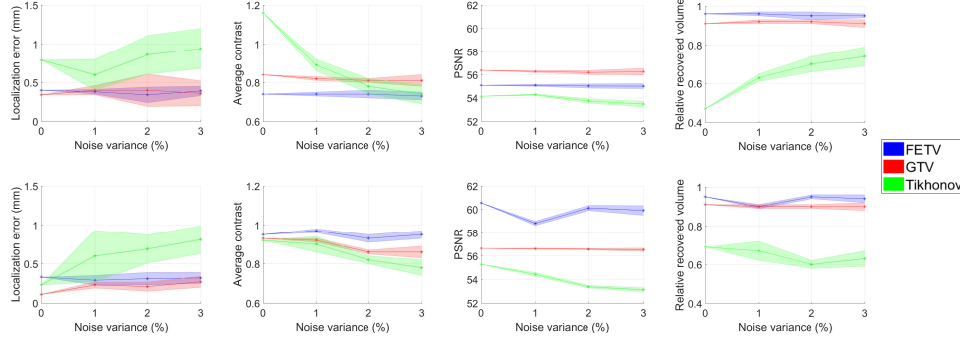 Localization error (mm)
1.5
1
0.5
0
0 1 2 3
Noise variance (%)
Average contrast
1.2
1
0.8
0.6
0 1 2 3
Noise variance (%)
PSNR
62
60
58
56
54
52
0 1 2 3
Noise variance (%)
Relative recovered volume
1
0.8
0.6
0.4
0 1 2 3
Noise variance (%)
FETV
GTV
Tikhonov
Localization error (mm)
1.5
1
0.5
0
0 1 2 3
Noise variance (%)
Average contrast
1.2
1
0.8
0.6
0 1 2 3
Noise variance (%)
PSNR
62
60
58
56
54
52
0 1 2 3
Noise variance (%)
Relative recovered volume
1
0.8
0.6
0.4
0 1 2 3
Noise variance (%)